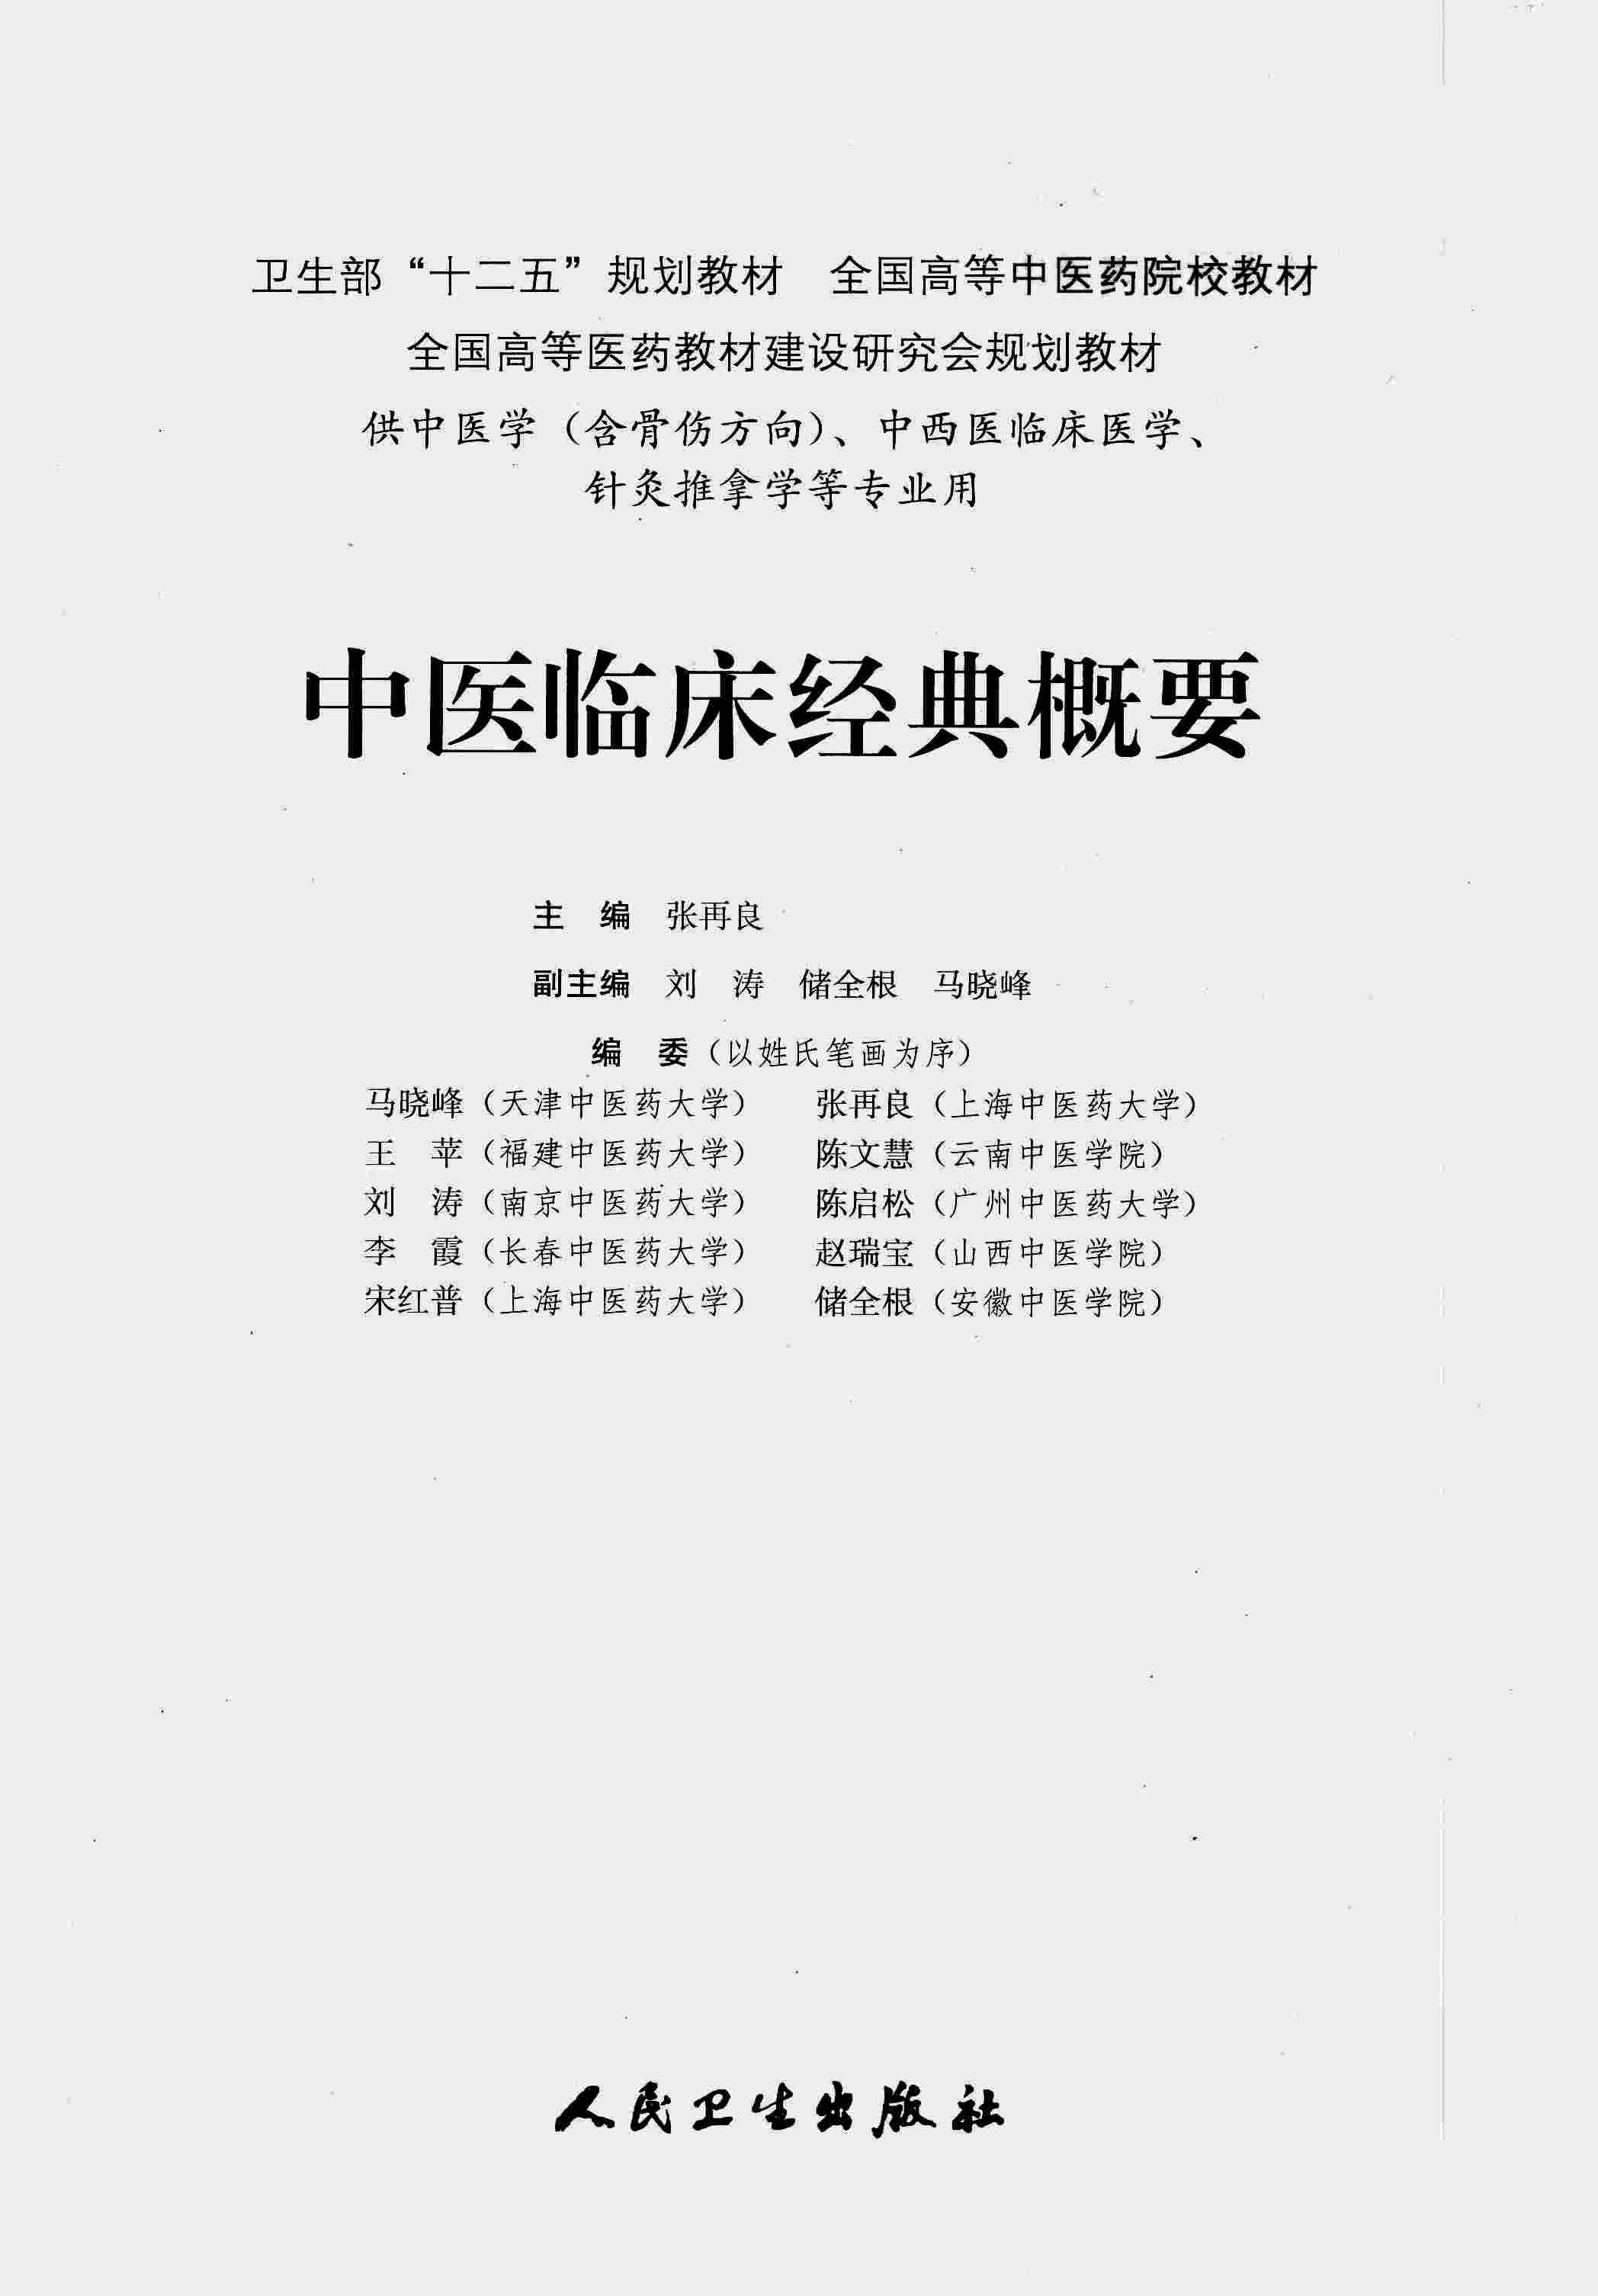 卫生部“十二五”规划教材　全国高等中医药院校教材
全国高等医药教材建设研究会规划教材
供中医学（含骨伤方向）、中西医临床医学、
针灸推拿学等专业用
中医临床经典概要
主　编　张再良
副主编　刘　涛　储全根　马晓峰
编　委（以姓氏笔画为序）
马晓峰（天津中医药大学）　张再良（上海中医药大学）
王　苹（福建中医药大学）　陈文慧（云南中医学院）
刘　涛（南京中医药大学）　陈启松（广州中医药大学）
李　霞（长春中医药大学）　赵瑞宝（山西中医学院）
宋红普（上海中医药大学）　储全根（安徽中医学院）
人民卫生出版社